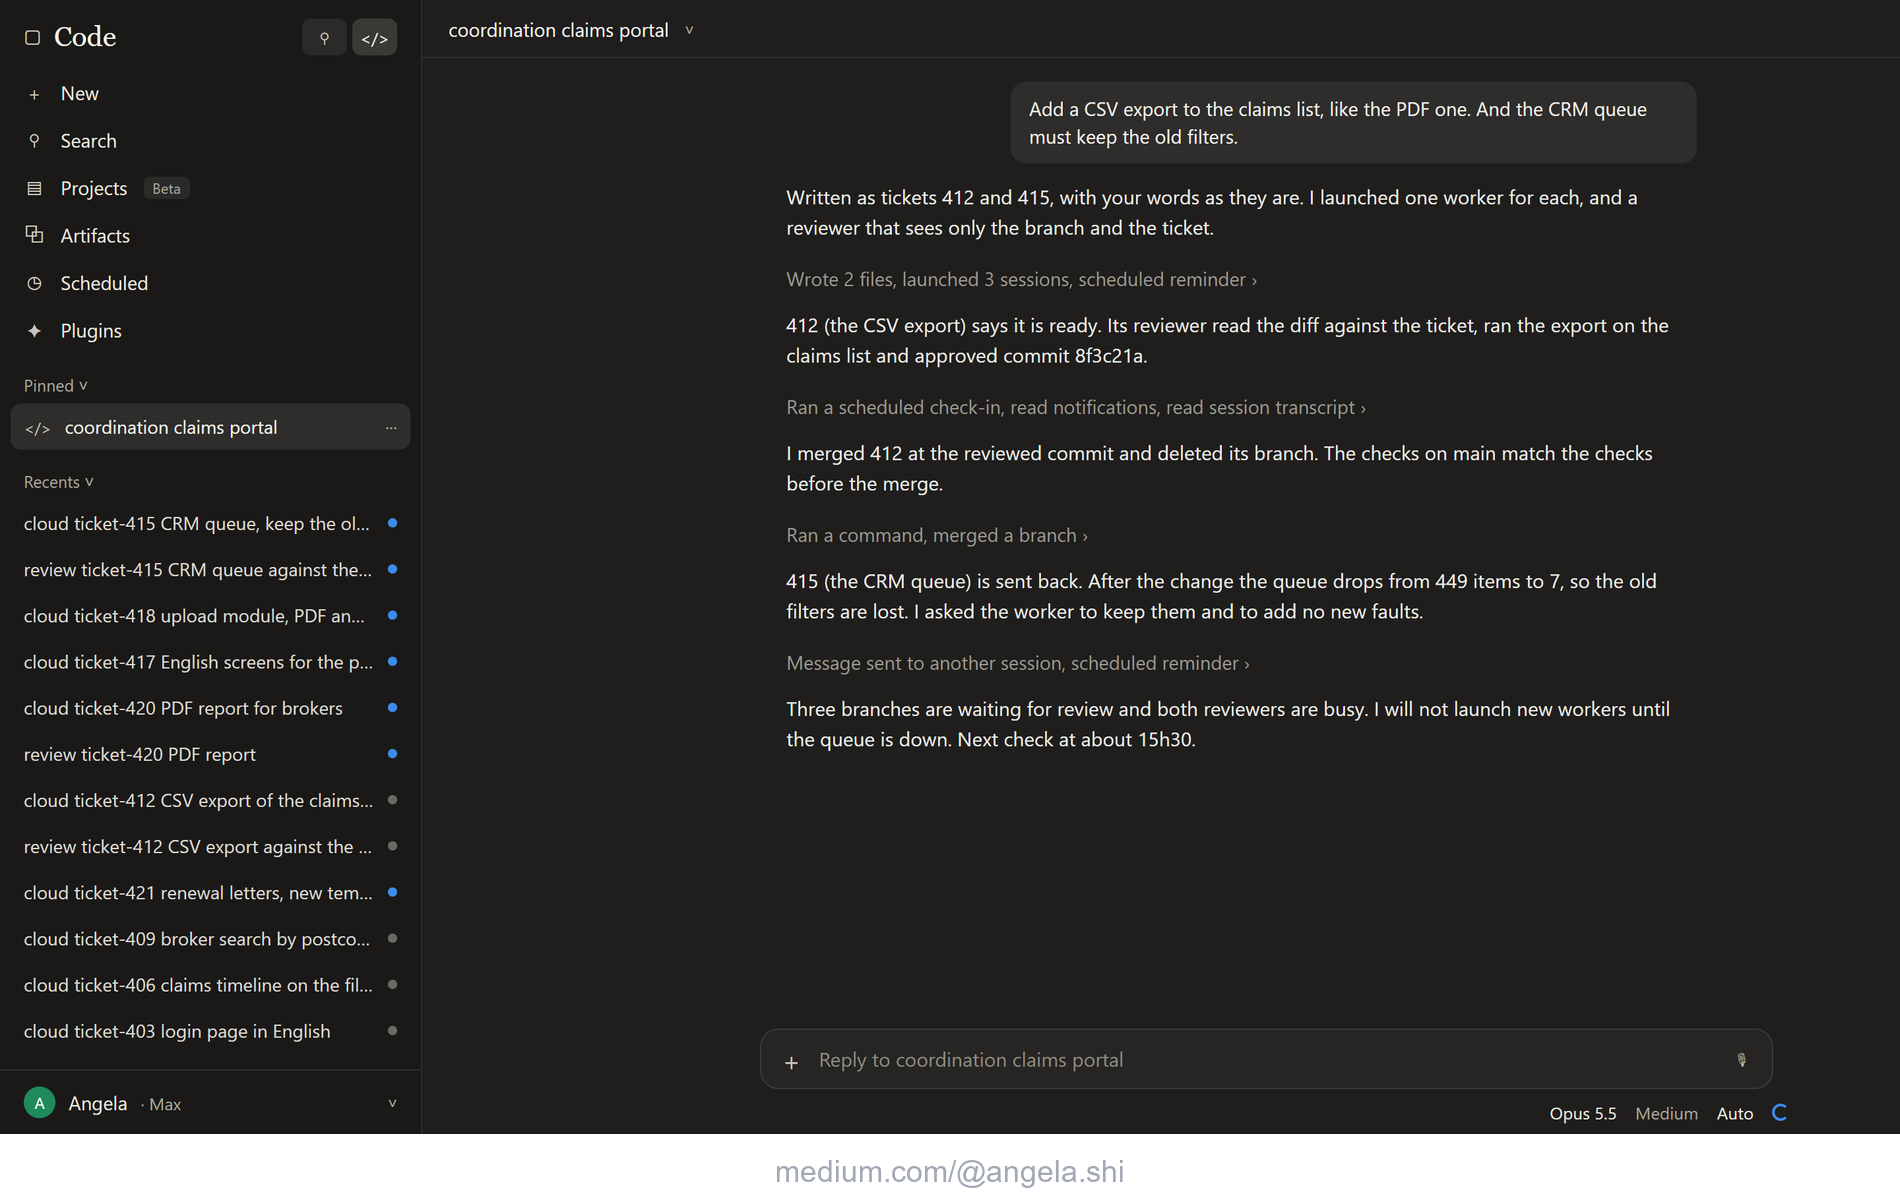 Code
</>
New
Search
Projects Beta
Artifacts
Scheduled
Plugins
Pinned
</> coordination claims portal ...
Recents
cloud ticket-415 CRM queue, keep the ol...
review ticket-415 CRM queue against the...
cloud ticket-418 upload module, PDF an...
cloud ticket-417 English screens for the p...
cloud ticket-420 PDF report for brokers
review ticket-420 PDF report
cloud ticket-412 CSV export of the claims...
review ticket-412 CSV export against the ...
cloud ticket-421 renewal letters, new tem...
cloud ticket-409 broker search by postco...
cloud ticket-406 claims timeline on the fil...
cloud ticket-403 login page in English
A Angela · Max
coordination claims portal
Add a CSV export to the claims list, like the PDF one. And the CRM queue
must keep the old filters.
Written as tickets 412 and 415, with your words as they are. I launched one worker for each, and a
reviewer that sees only the branch and the ticket.
Wrote 2 files, launched 3 sessions, scheduled reminder ›
412 (the CSV export) says it is ready. Its reviewer read the diff against the ticket, ran the export on the
claims list and approved commit 8f3c21a.
Ran a scheduled check-in, read notifications, read session transcript ›
I merged 412 at the reviewed commit and deleted its branch. The checks on main match the checks
before the merge.
Ran a command, merged a branch ›
415 (the CRM queue) is sent back. After the change the queue drops from 449 items to 7, so the old
filters are lost. I asked the worker to keep them and to add no new faults.
Message sent to another session, scheduled reminder ›
Three branches are waiting for review and both reviewers are busy. I will not launch new workers until
the queue is down. Next check at about 15h30.
+ Reply to coordination claims portal
Opus 5.5 Medium Auto
medium.com/@angela.shi